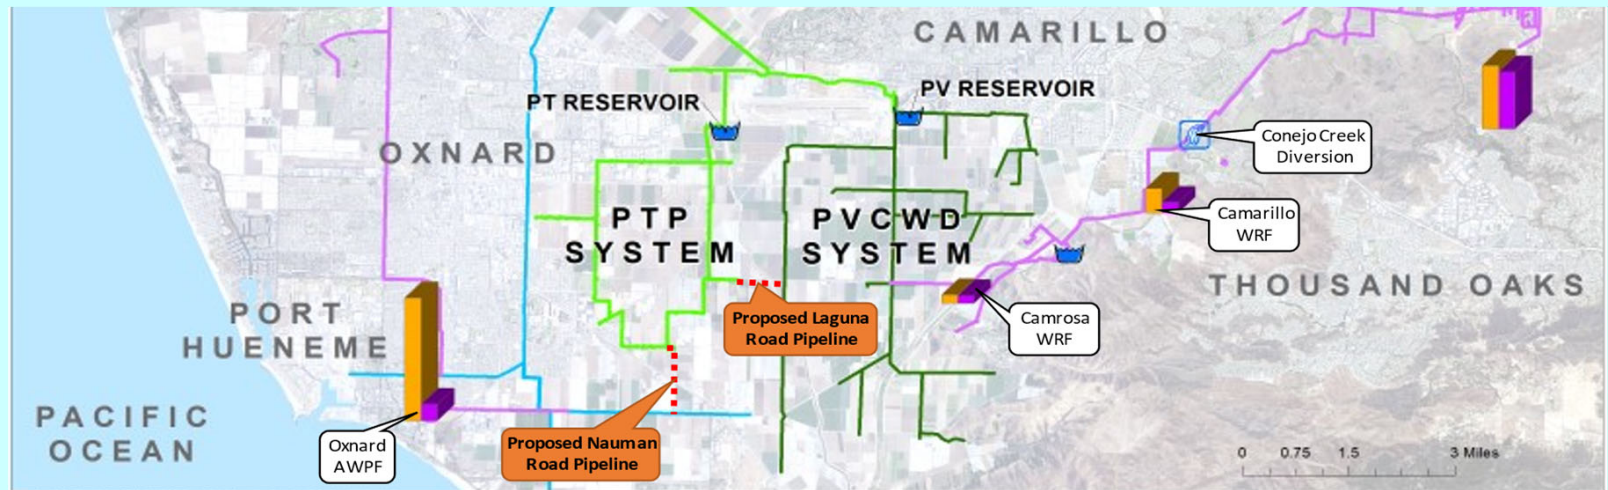 CAMARILLO
PT RESERVOIR
PV RESERVOIR
Conejo Creek
Diversion
OXNARD
PTP
SYSTEM
PVCWD
SYSTEM
Camarillo
WRF
THOUSAND OAKS
PORT
HUENEME
Proposed Laguna
Road Pipeline
Camrosa
WRF
PACIFIC
OCEAN
Oxnard
AWPF
Proposed Nauman
Road Pipeline
0 0.75 1.5 3 Miles